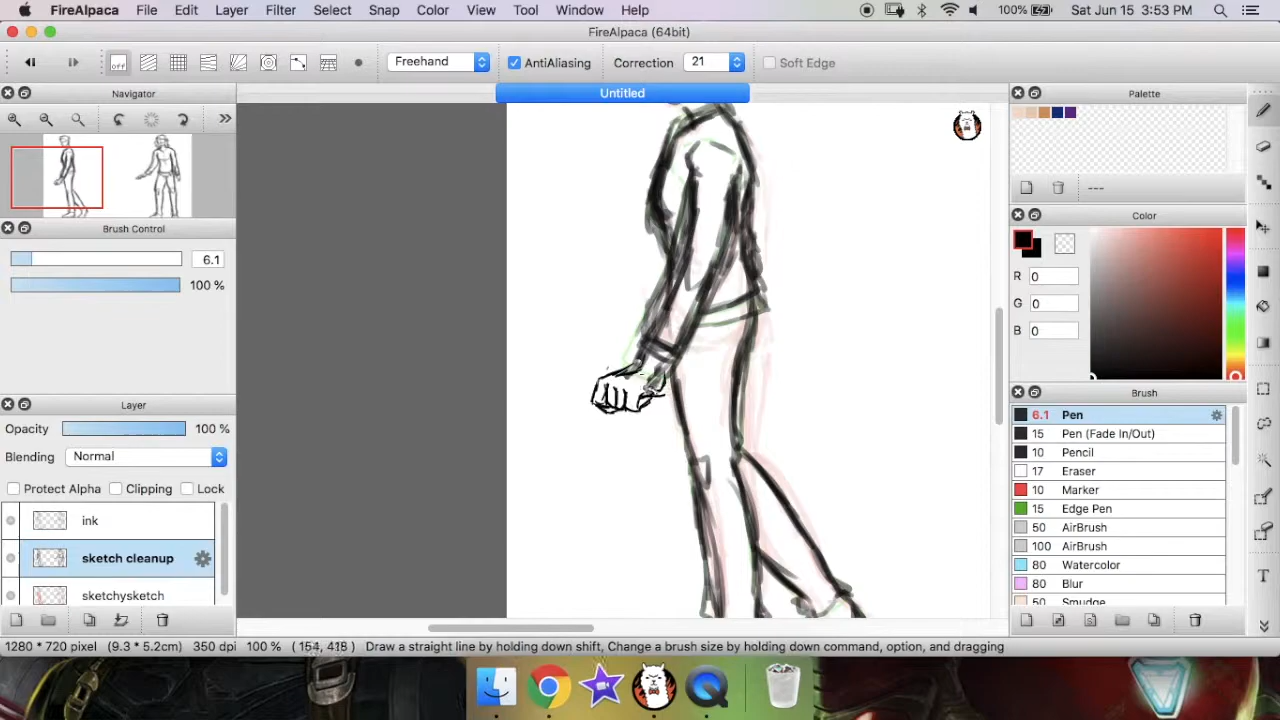 FireAlpaca File Edit Layer Filter Select Snap Color View Tool Window Help 100% Sat Jun 15 3:53 PM
FireAlpaca (64bit)
off Freehand AntiAliasing Correction 21 Soft Edge
Navigator
Untitled
Palette
---
Brush Control
6.1
100 %
Color
R 0
G 0
B 0
Layer
Opacity 100 %
Blending Normal
Protect Alpha Clipping Lock
ink
sketch cleanup
sketchysketch
Brush
6.1 Pen
15 Pen (Fade In/Out)
10 Pencil
17 Eraser
10 Marker
15 Edge Pen
50 AirBrush
100 AirBrush
80 Watercolor
80 Blur
50 Smudge
T
1280 * 720 pixel (9.3 * 5.2cm) 350 dpi 100 % (154, 418) Draw a straight line by holding down shift, Change a brush size by holding down command, option, and dragging